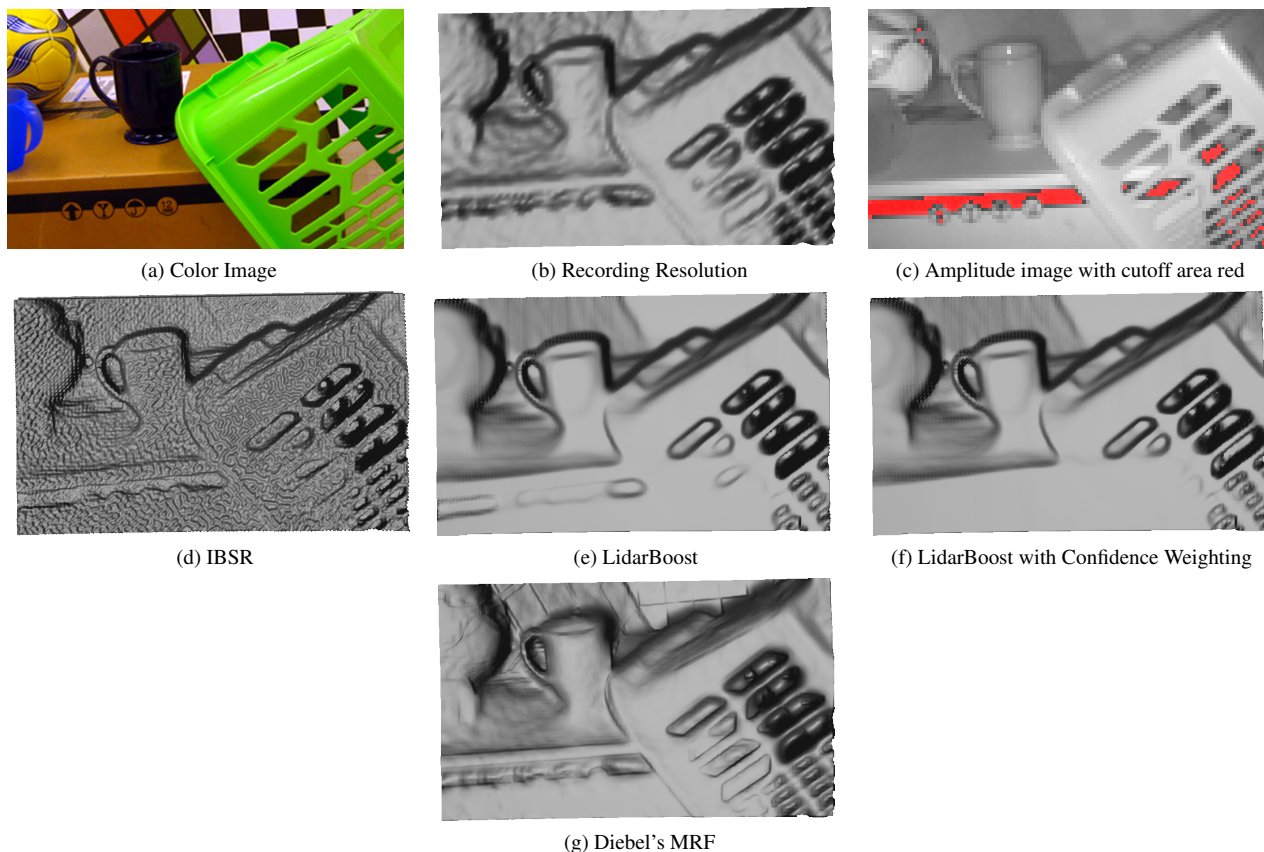 (a) Color Image
(b) Recording Resolution
(c) Amplitude image with cutoff area red
(d) IBSR
(e) LidarBoost
(f) LidarBoost with Confidence Weighting
(g) Diebel's MRF